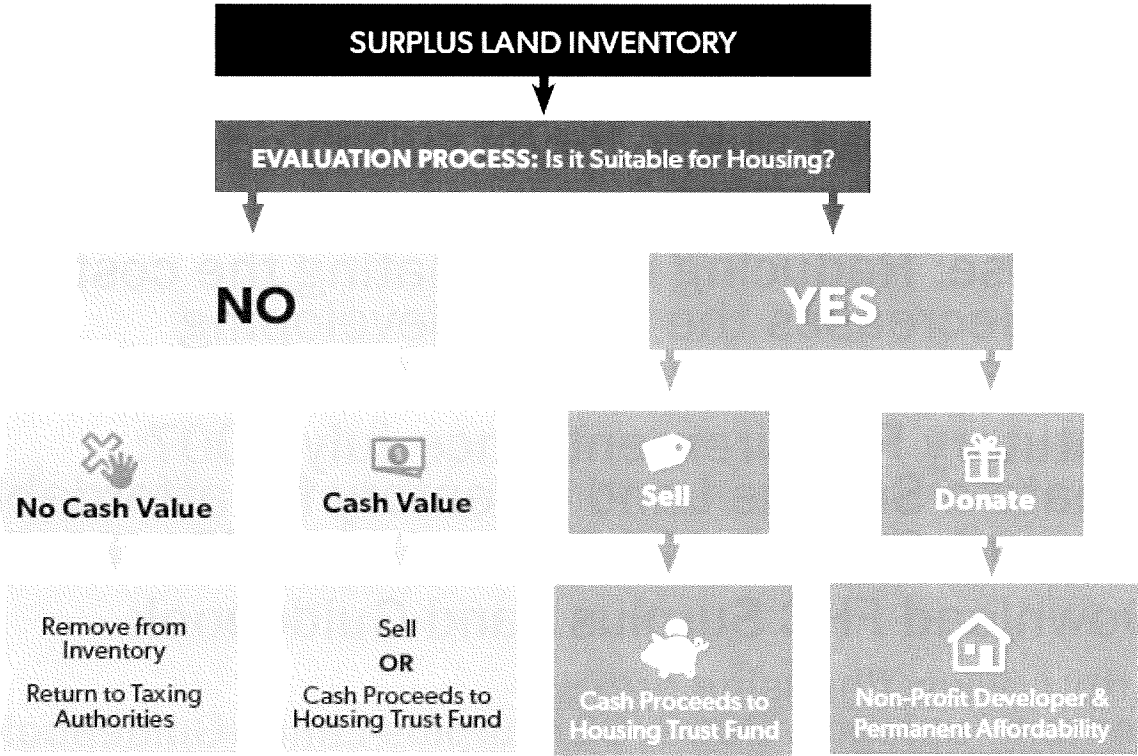 SURPLUS LAND INVENTORY
EVALUATION PROCESS: Is it Suitable for Housing?
NO
YES
No Cash Value
Cash Value
Sell
Donate
Remove from
Inventory
Return to Taxing
Authorities
Sell
OR
Cash Proceeds to
Housing Trust Fund
Cash Proceeds to
Housing Trust Fund
Non-Profit Developer &
Permanent Affordability